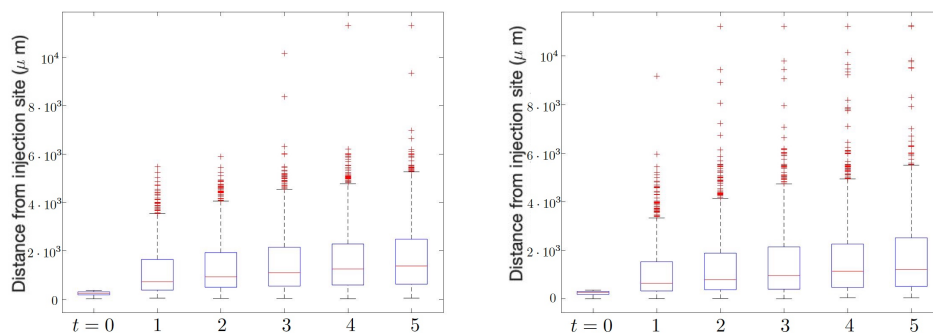 Distance from injection site (μ m)
10⁴
8 · 10³
6 · 10³
4 · 10³
2 · 10³
0
t = 0 1 2 3 4 5
Distance from injection site (μ m)
10⁴
8 · 10³
6 · 10³
4 · 10³
2 · 10³
0
t = 0 1 2 3 4 5